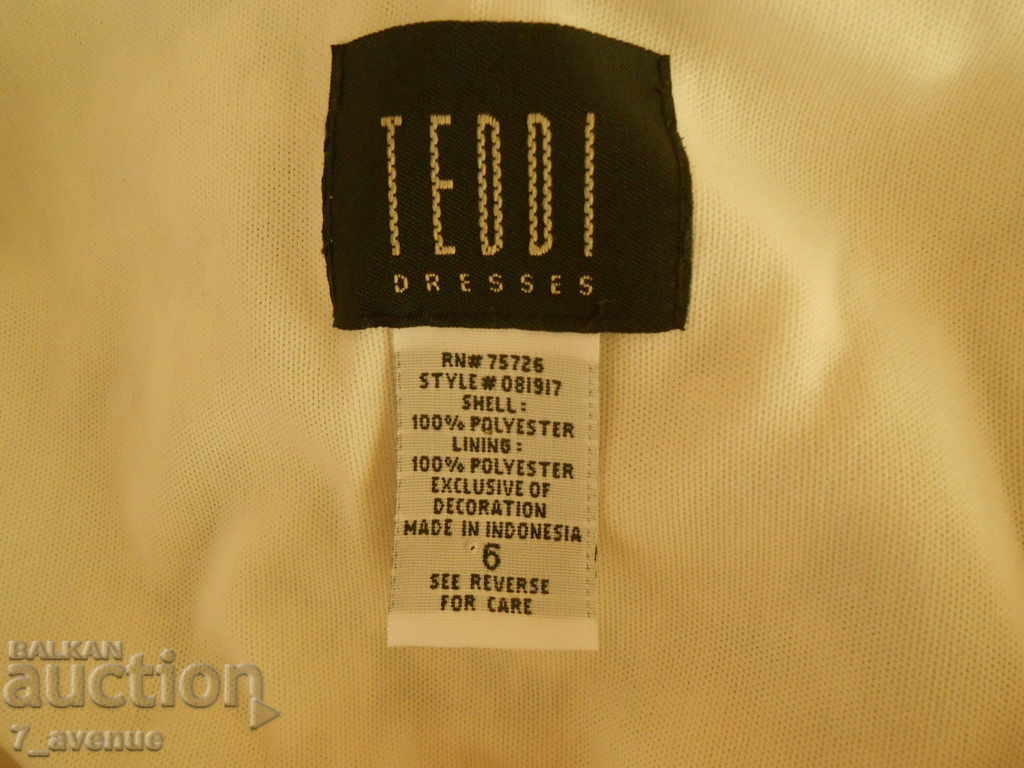 TEDDI
DRESSES
RN# 75726
STYLE# 081917
SHELL:
100% POLYESTER
LINING:
100% POLYESTER
EXCLUSIVE OF
DECORATION
MADE IN INDONESIA
6
SEE REVERSE
FOR CARE
BALKAN
auction
7_avenue